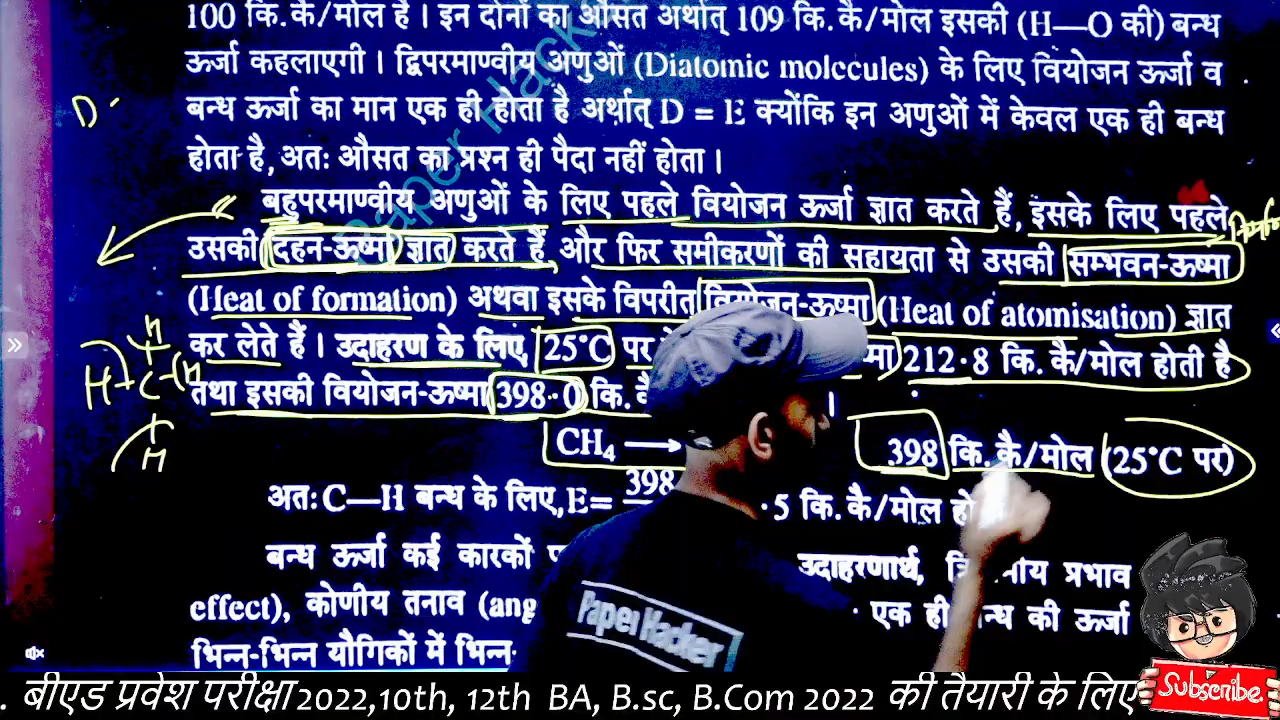 100 कि.कै/मोल है। इन दोनों का औसत अर्थात् 109 कि.कै/मोल इसकी (H—O की) बन्ध
ऊर्जा कहलाएगी। द्विपरमाण्वीय अणुओं (Diatomic molecules) के लिए वियोजन ऊर्जा व
बन्ध ऊर्जा का मान एक ही होता है अर्थात् D = E क्योंकि इन अणुओं में केवल एक ही बन्ध
D
होता है, अतः औसत का प्रश्न ही पैदा नहीं होता।
बहुपरमाण्वीय अणुओं के लिए पहले वियोजन ऊर्जा ज्ञात करते हैं, इसके लिए पहले
उसकी दहन-ऊष्मा ज्ञात करते हैं और फिर समीकरणों की सहायता से उसकी सम्भवन-ऊष्मा
(Heat of formation) अथवा इसके विपरीत वियोजन-ऊष्मा (Heat of atomisation) ज्ञात
कर लेते हैं। उदाहरण के लिए, 25°C पर 212·8 कि.कै/मोल होती है
तथा इसकी वियोजन-ऊष्मा 398·0 कि.
H
H C H
H
CH₄ → 398 कि.कै/मोल (25°C पर)
अतः C—H बन्ध के लिए, E= 398 ·5 कि.कै/मोल
बन्ध ऊर्जा कई कारकों उदाहरणार्थ, प्रभाव
effect), कोणीय तनाव (ang एक ही बन्ध की ऊर्जा
भिन्न-भिन्न यौगिकों में भिन्न-
Paper Hack
Paper Hacker
. बीएड प्रवेश परीक्षा 2022,10th, 12th BA, B.sc, B.Com 2022 की तैयारी के लिए
Subscribe